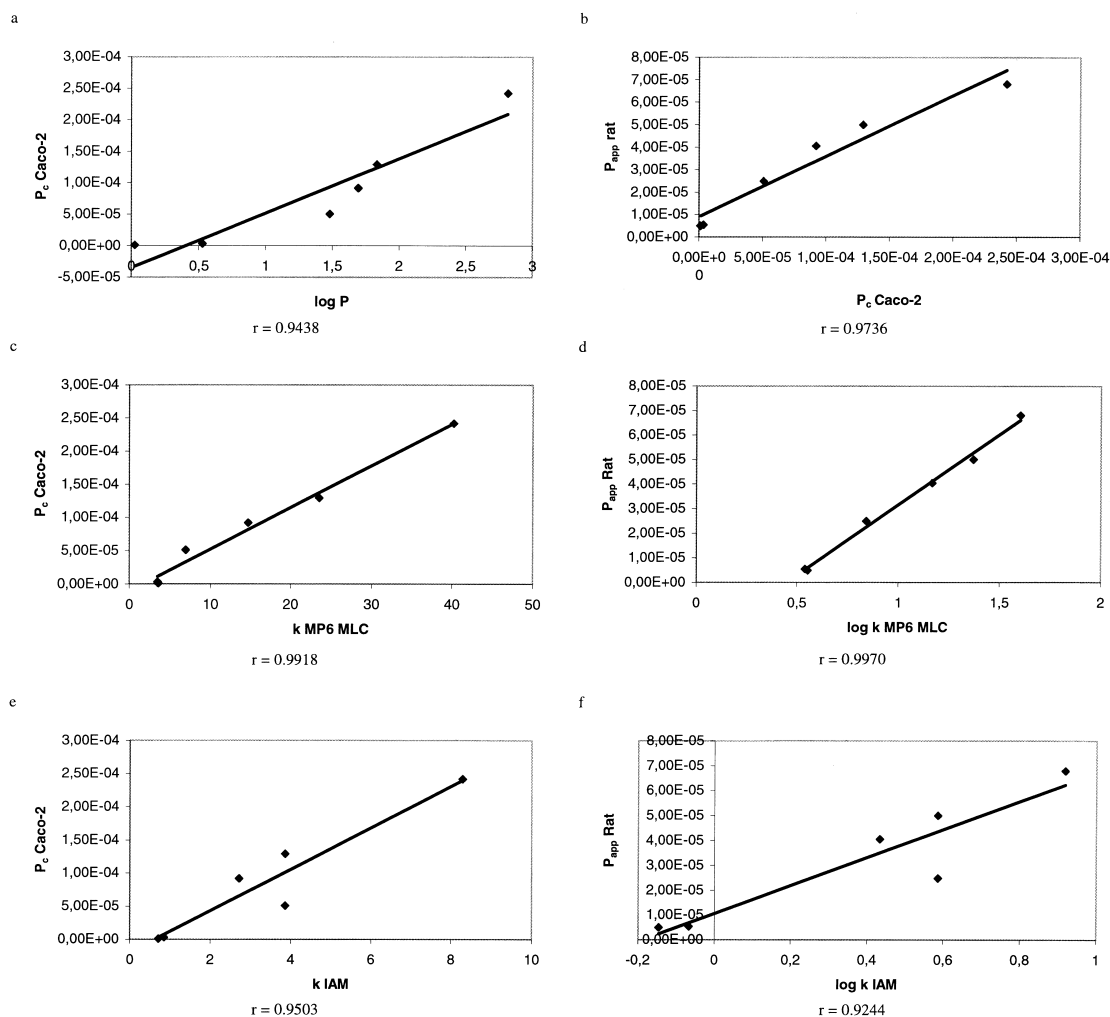 a
3,00E-04
2,50E-04
2,00E-04
1,50E-04
1,00E-04
5,00E-05
0,00E+00
-5,00E-05
P_c Caco-2
0 0,5 1 1,5 2 2,5 3
log P
r = 0.9438
b
8,00E-05
7,00E-05
6,00E-05
5,00E-05
4,00E-05
3,00E-05
2,00E-05
1,00E-05
0,00E+00
P_app rat
0,00E+0 5,00E-05 1,00E-04 1,50E-04 2,00E-04 2,50E-04 3,00E-04
0
P_c Caco-2
r = 0.9736
c
3,00E-04
2,50E-04
2,00E-04
1,50E-04
1,00E-04
5,00E-05
0,00E+00
P_c Caco-2
0 10 20 30 40 50
k MP6 MLC
r = 0.9918
d
8,00E-05
7,00E-05
6,00E-05
5,00E-05
4,00E-05
3,00E-05
2,00E-05
1,00E-05
0,00E+00
P_app Rat
0 0,5 1 1,5 2
log k MP6 MLC
r = 0.9970
e
3,00E-04
2,50E-04
2,00E-04
1,50E-04
1,00E-04
5,00E-05
0,00E+00
P_c Caco-2
0 2 4 6 8 10
k IAM
r = 0.9503
f
8,00E-05
7,00E-05
6,00E-05
5,00E-05
4,00E-05
3,00E-05
2,00E-05
1,00E-05
0,00E+00
P_app Rat
-0,2 0 0,2 0,4 0,6 0,8 1
log k IAM
r = 0.9244